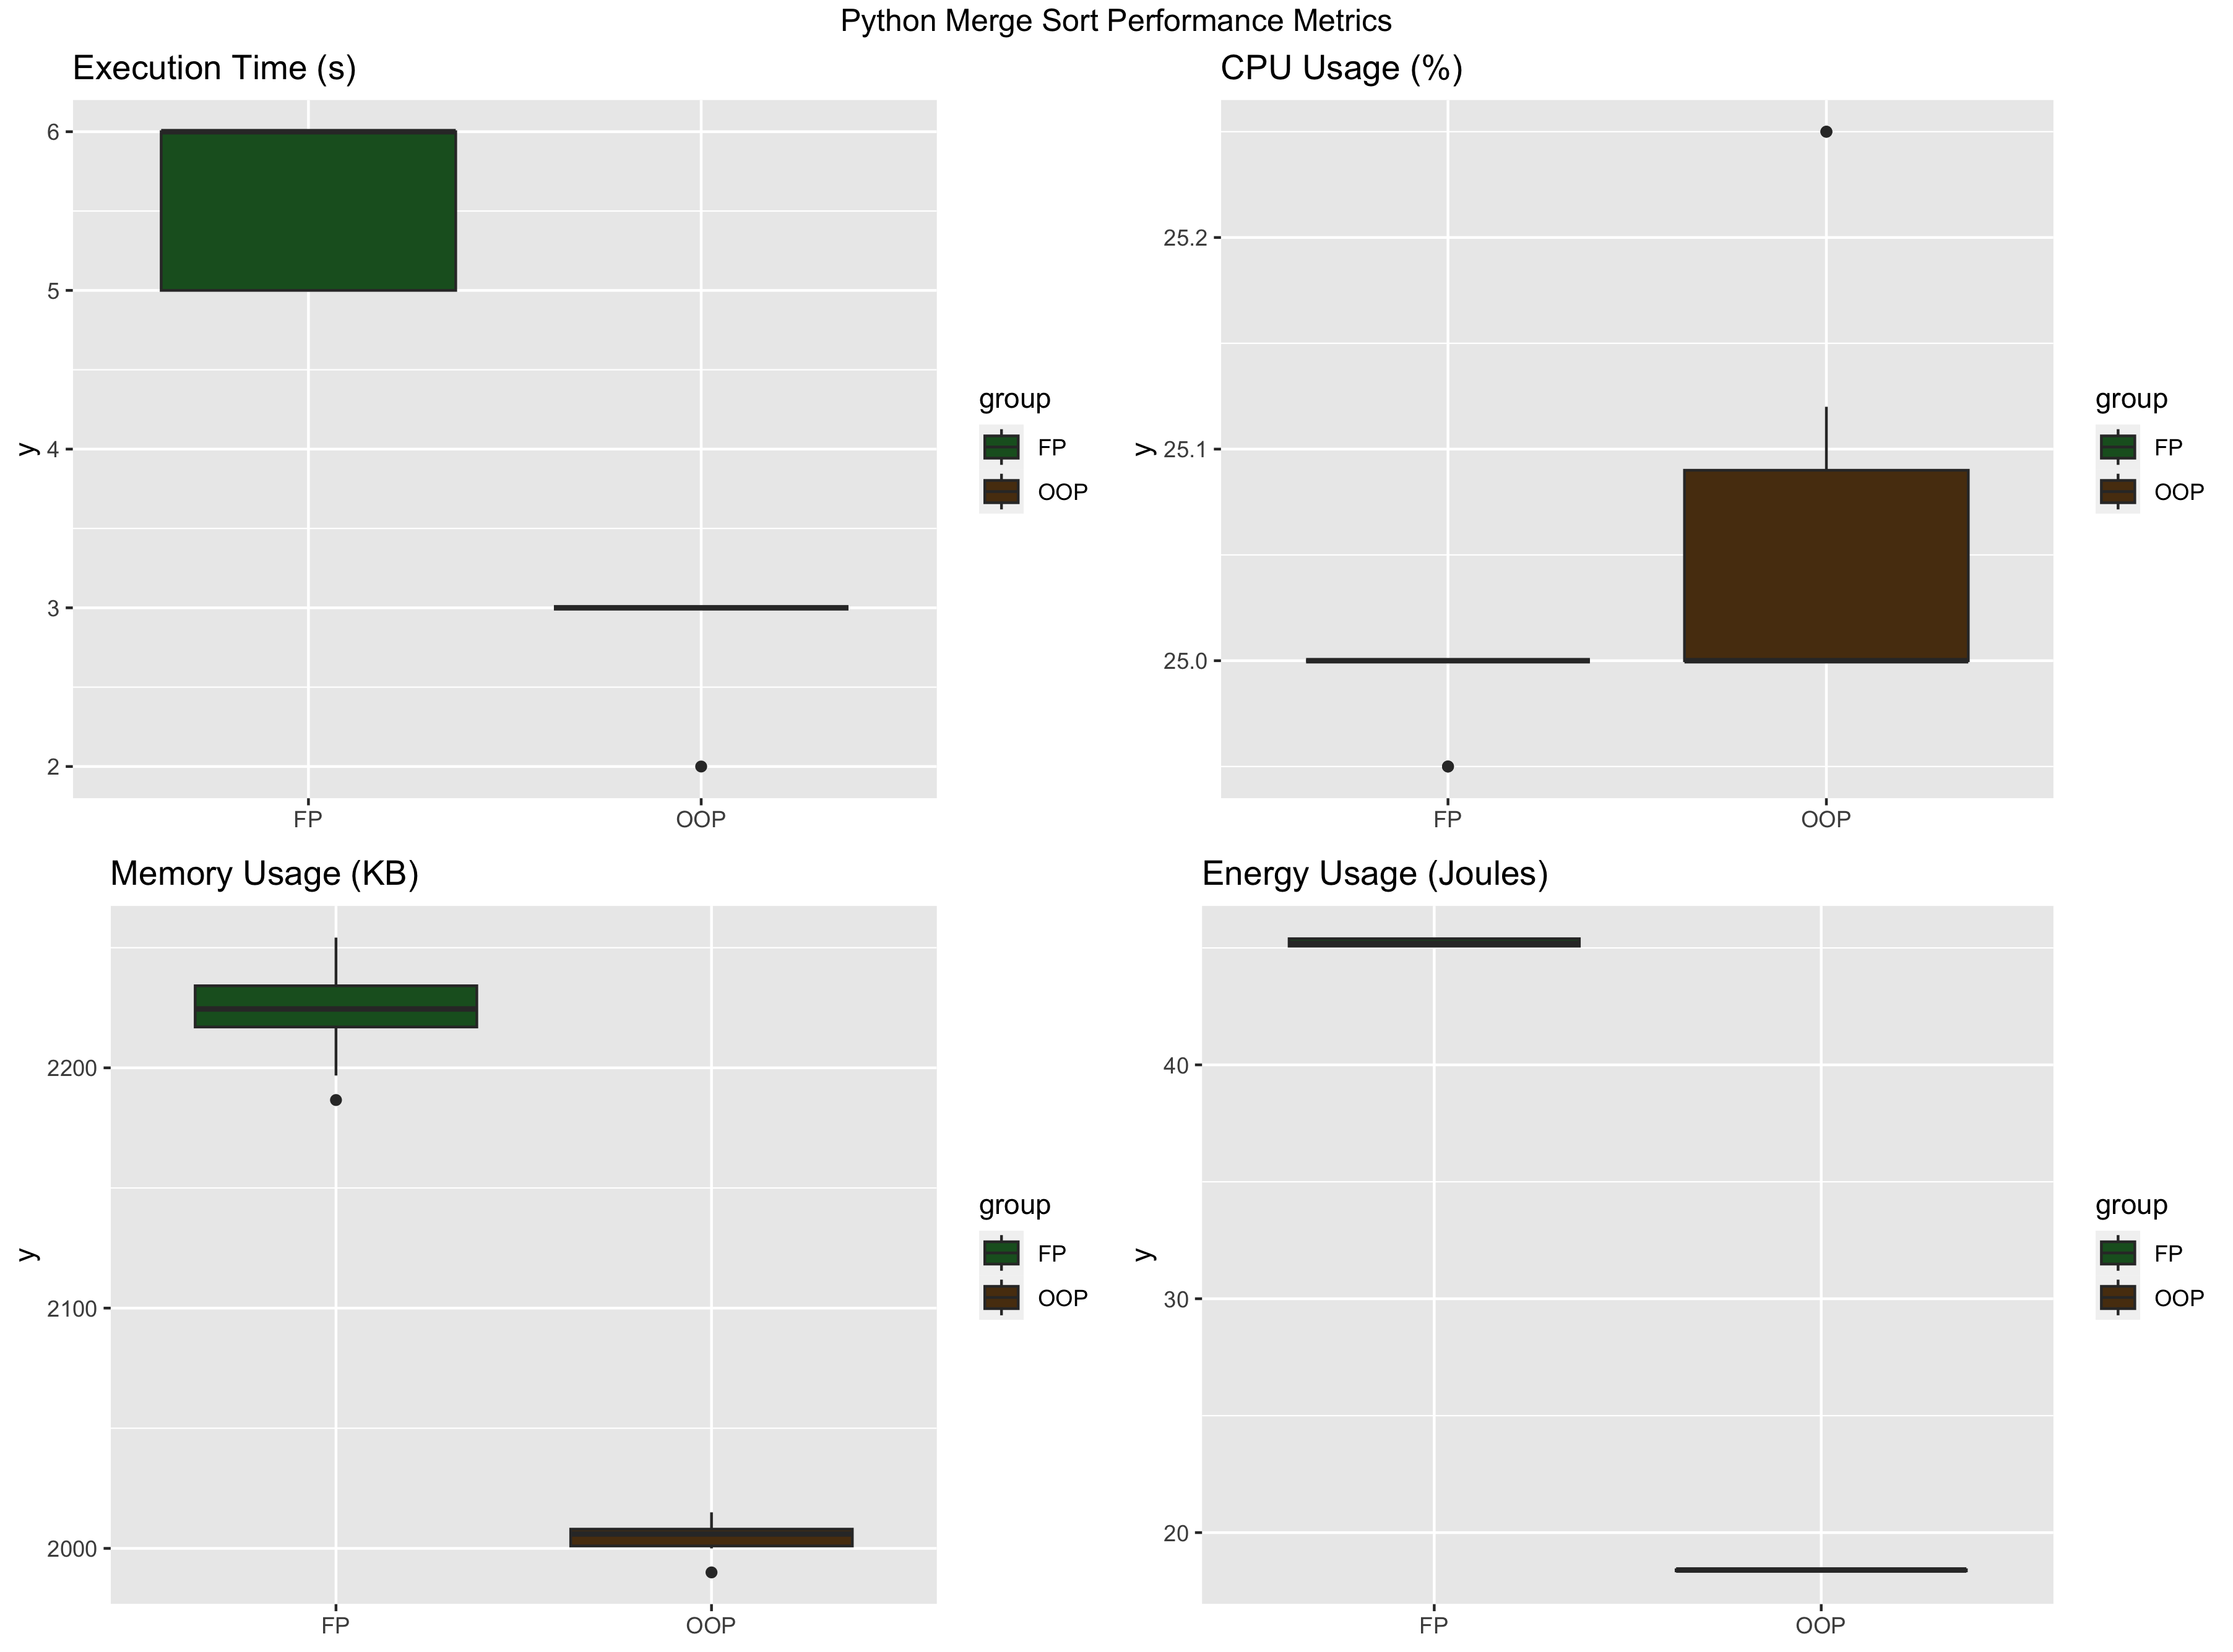 Python Merge Sort Performance Metrics
Execution Time (s)
6
5
4
3
2
y
FP
OOP
group
FP
OOP
CPU Usage (%)
25.2
25.1
25.0
y
FP
OOP
group
FP
OOP
Memory Usage (KB)
2200
2100
2000
y
FP
OOP
group
FP
OOP
Energy Usage (Joules)
40
30
20
y
FP
OOP
group
FP
OOP